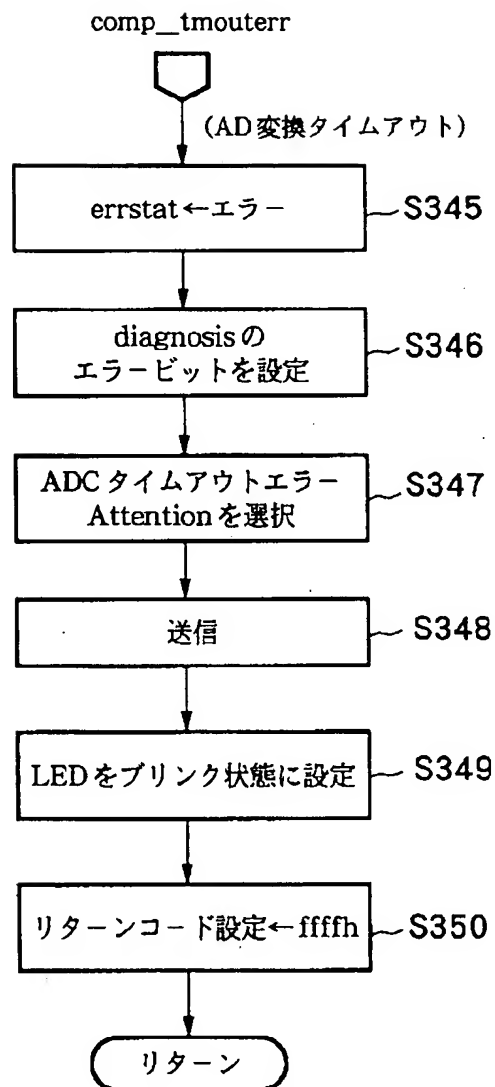 comp_tmouterr
(AD変換タイムアウト)
errstat←エラー
S345
diagnosisの
エラービットを設定
S346
ADCタイムアウトエラー
Attentionを選択
S347
送信
S348
LEDをブリンク状態に設定
S349
リターンコード設定←ffffh
S350
リターン